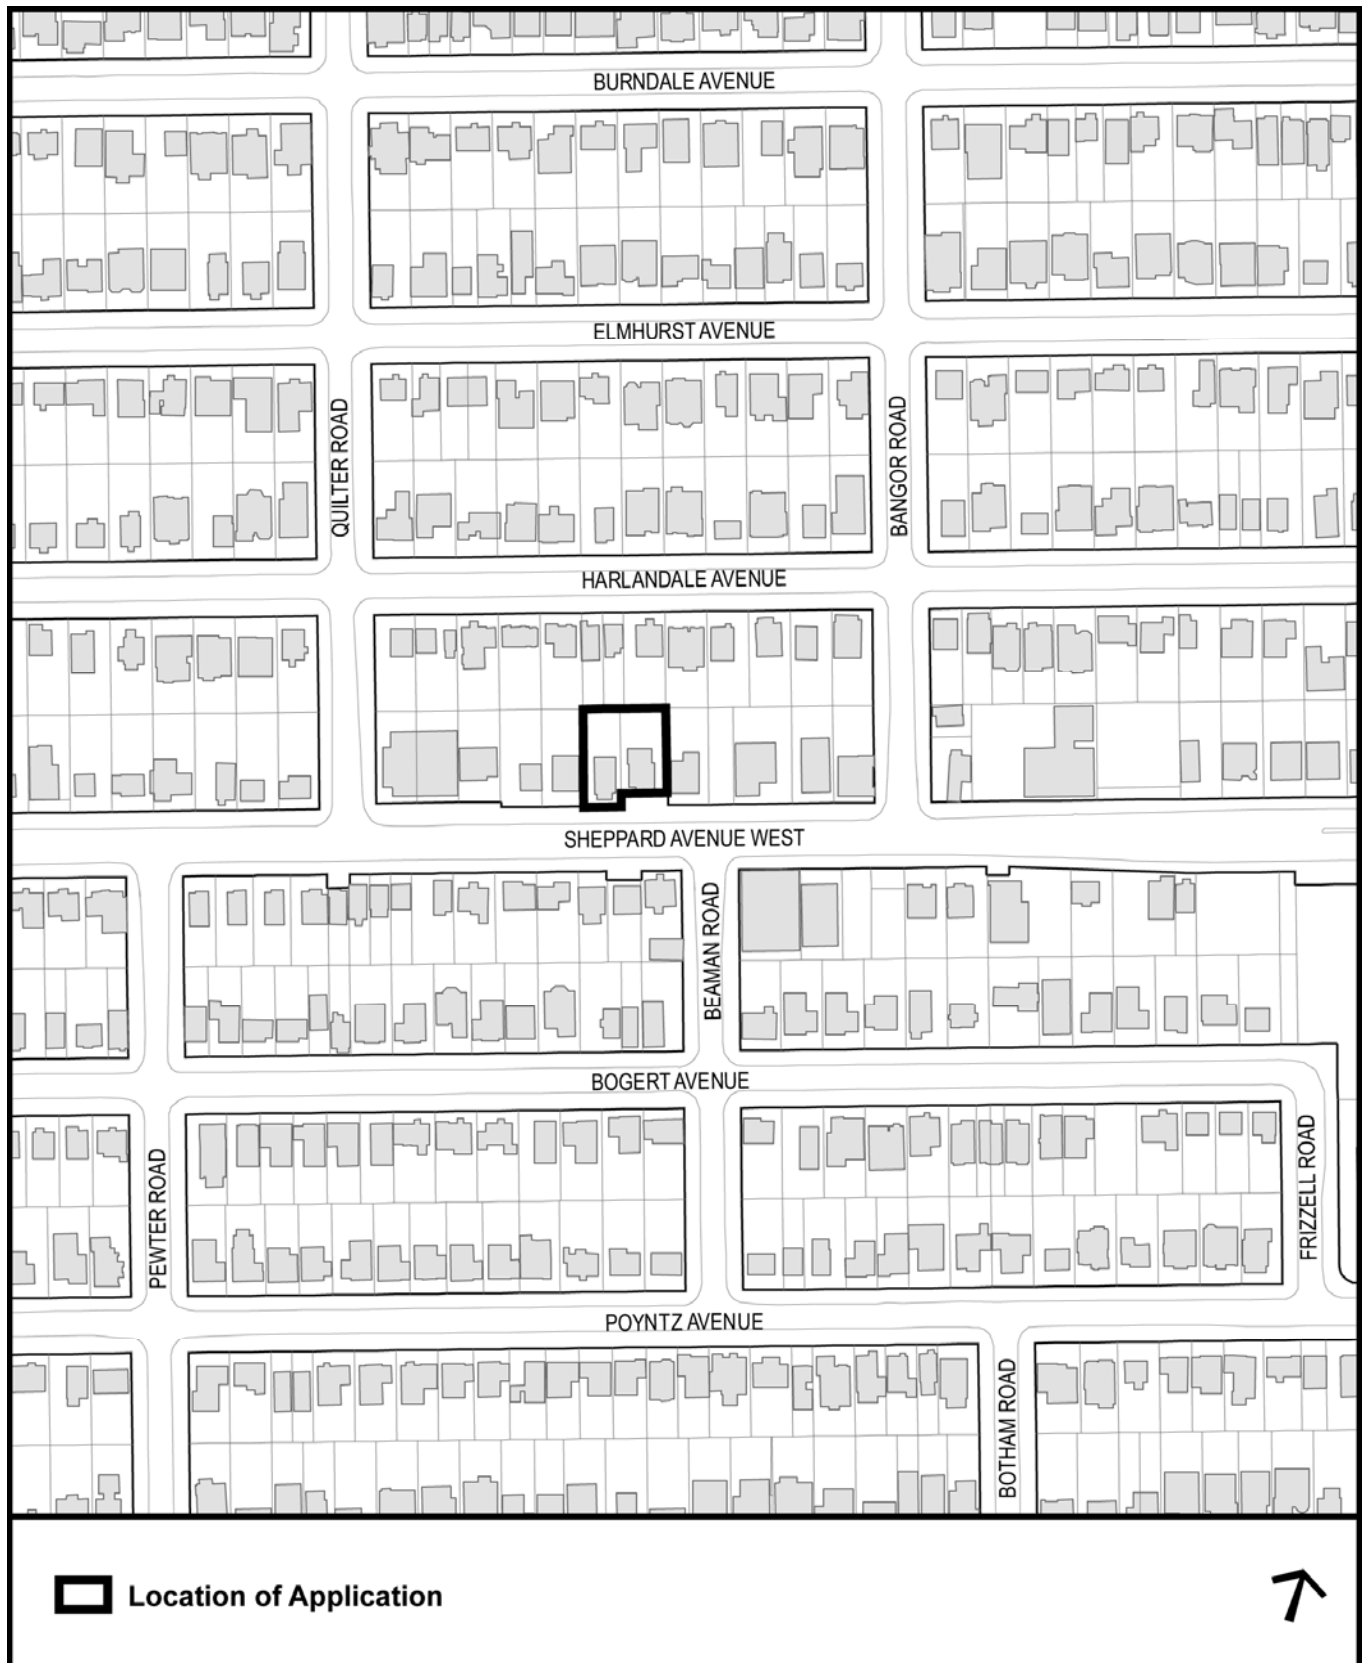 BURNDALE AVENUE
ELMHURST AVENUE
QUILTER ROAD
BANGOR ROAD
HARLANDALE AVENUE
SHEPPARD AVENUE WEST
BEAMAN ROAD
BOGERT AVENUE
PEWTER ROAD
FRIZZELL ROAD
POYNTZ AVENUE
BOTHAM ROAD
Location of Application